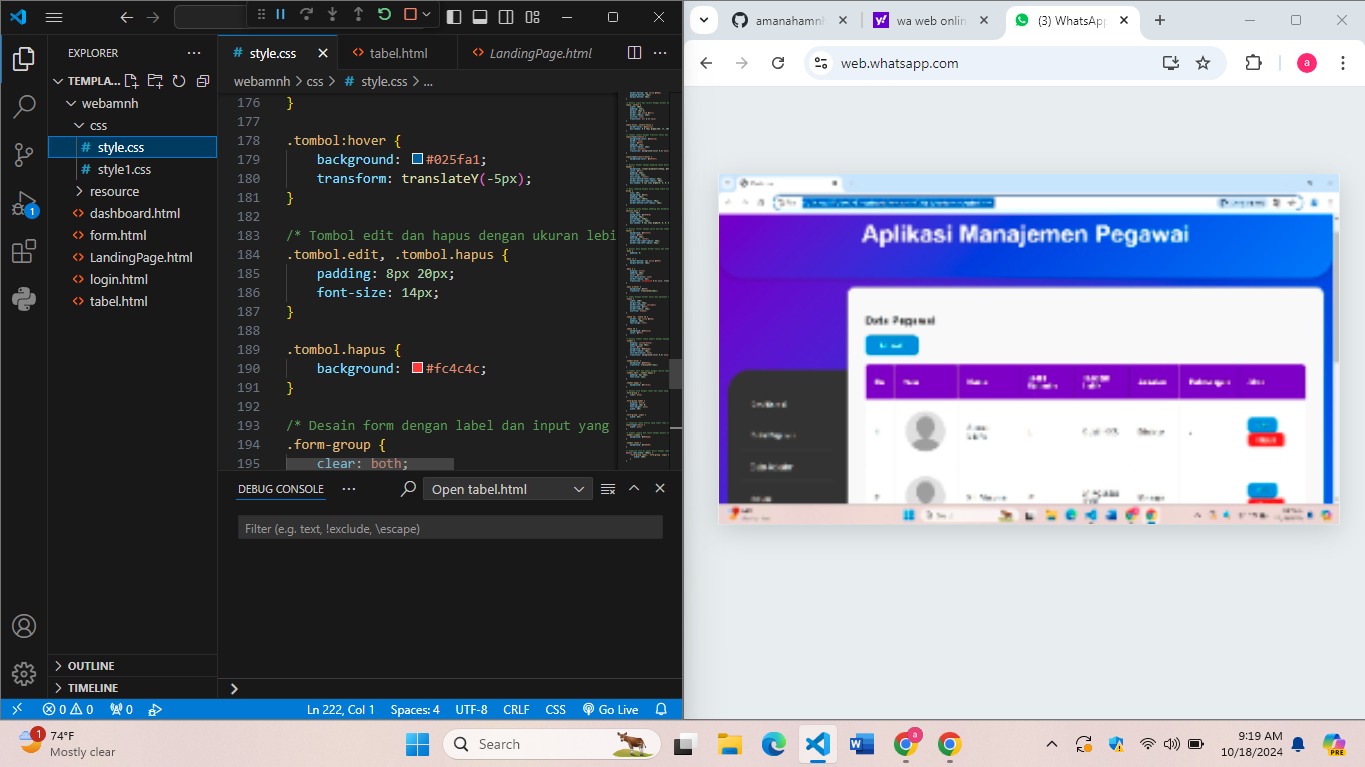 EXPLORER
TEMPLA...
webamnh
css
style.css
style1.css
resource
dashboard.html
form.html
LandingPage.html
login.html
tabel.html
OUTLINE
TIMELINE
style.css
tabel.html
LandingPage.html
webamnh > css > style.css > ...
176 }
177
178 .tombol:hover {
179 background: #025fa1;
180 transform: translateY(-5px);
181 }
182
183 /* Tombol edit dan hapus dengan ukuran lebi
184 .tombol.edit, .tombol.hapus {
185 padding: 8px 20px;
186 font-size: 14px;
187 }
188
189 .tombol.hapus {
190 background: #fc4c4c;
191 }
192
193 /* Desain form dengan label dan input yang
194 .form-group {
195 clear: both;
DEBUG CONSOLE
Open tabel.html
Filter (e.g. text, !exclude, \escape)
1
0 0 0
Ln 222, Col 1
Spaces: 4
UTF-8
CRLF
CSS
Go Live
amanahamnh
wa web onlin
(3) WhatsApp
web.whatsapp.com
a
Aplikasi Manajemen Pegawai
Data Pegawai
1
74°F
Mostly clear
Search
a
9:19 AM
10/18/2024
PRE